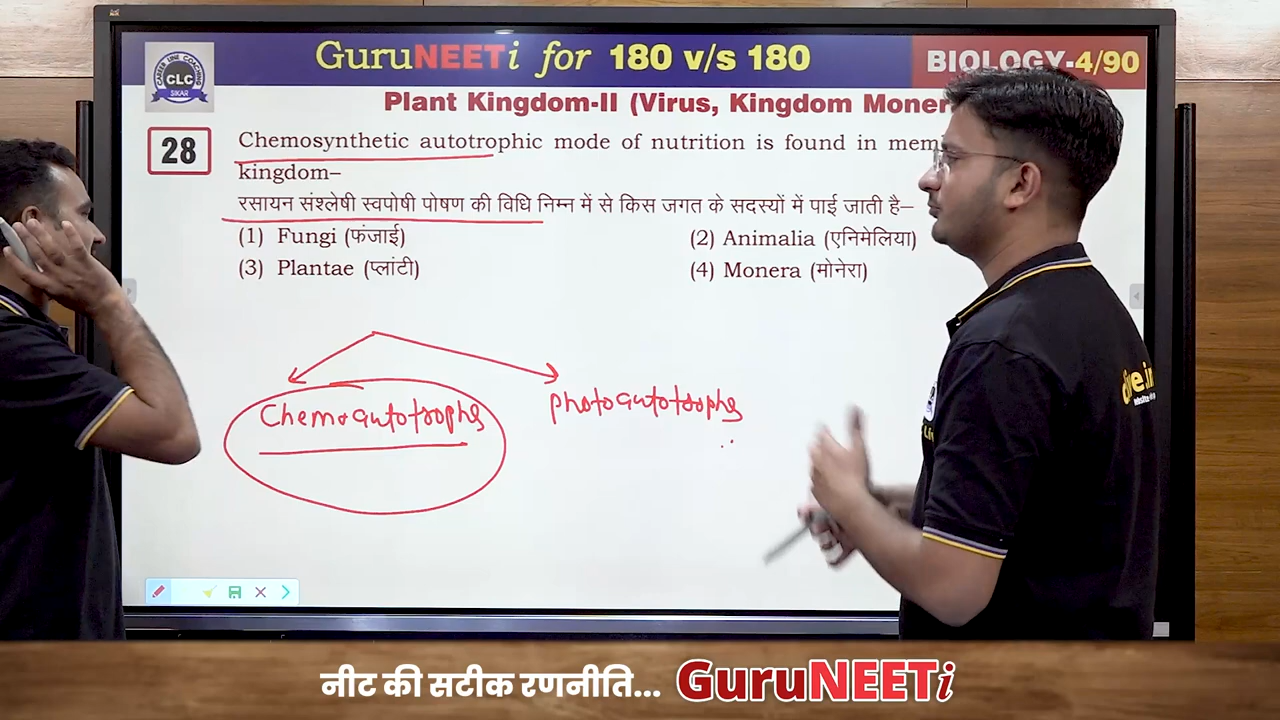 GuruNEETi for 180 v/s 180
BIOLOGY-4/90
CLC
SIKAR
Plant Kingdom-II (Virus, Kingdom Moner
28
Chemosynthetic autotrophic mode of nutrition is found in mem
kingdom–
रसायन संश्लेषी स्वपोषी पोषण की विधि निम्न में से किस जगत के सदस्यों में पाई जाती है–
(1) Fungi (फंजाई)
(2) Animalia (एनिमेलिया)
(3) Plantae (प्लांटी)
(4) Monera (मोनेरा)
Chemoautotrophs
Photoautotrophs
नीट की सटीक रणनीति... GuruNEETi